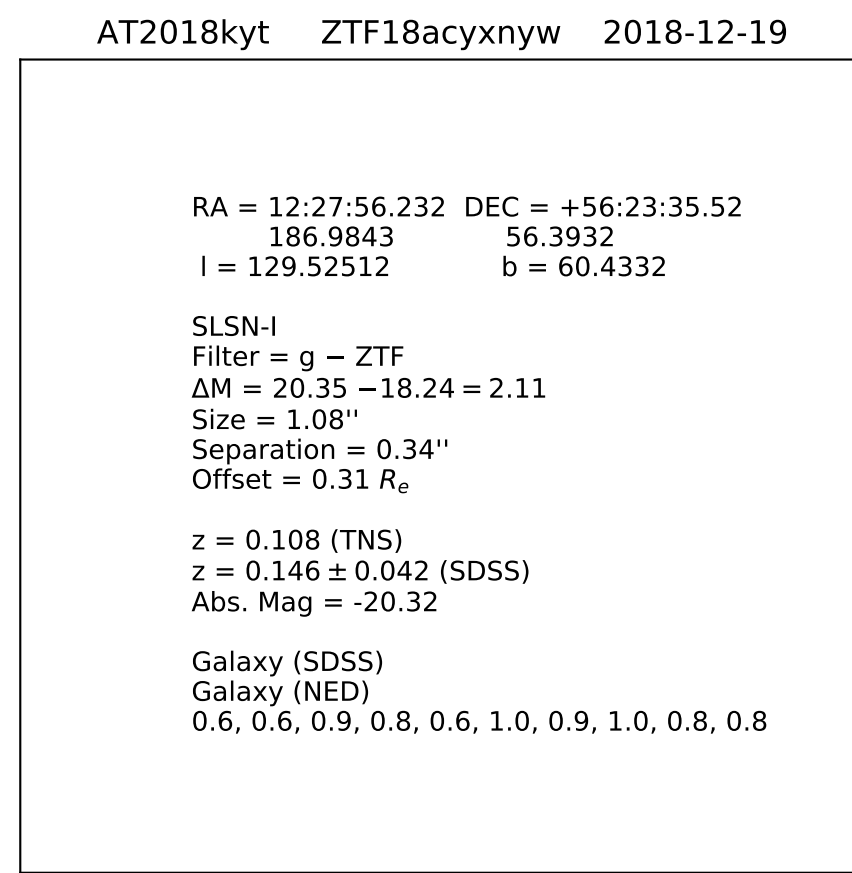 AT2018kyt ZTF18acyxnyw 2018-12-19
RA = 12:27:56.232 DEC = +56:23:35.52
186.9843 56.3932
l = 129.52512 b = 60.4332
SLSN-I
Filter = g − ZTF
ΔM = 20.35 −18.24 = 2.11
Size = 1.08''
Separation = 0.34''
Offset = 0.31 Rₑ
z = 0.108 (TNS)
z = 0.146 ± 0.042 (SDSS)
Abs. Mag = -20.32
Galaxy (SDSS)
Galaxy (NED)
0.6, 0.6, 0.9, 0.8, 0.6, 1.0, 0.9, 1.0, 0.8, 0.8